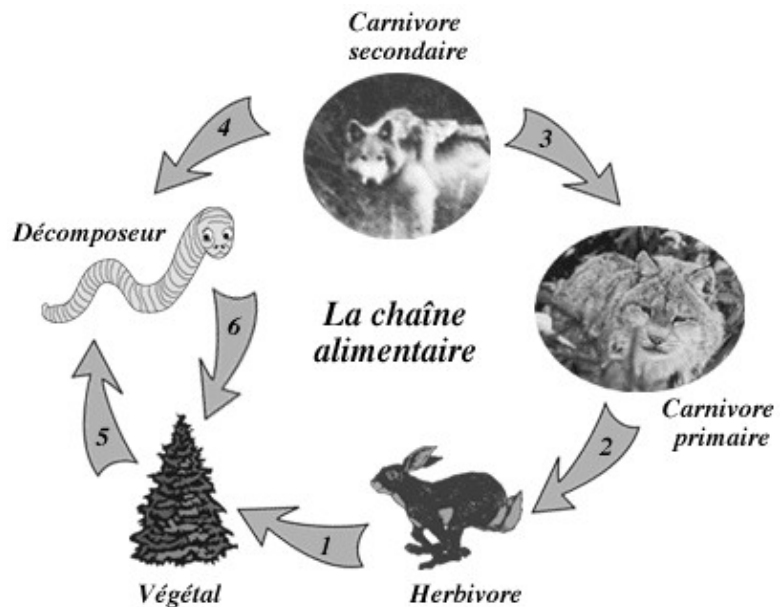 Carnivore
secondaire
4
3
Décomposeur
La chaîne
alimentaire
6
Carnivore
primaire
5
2
1
Végétal
Herbivore